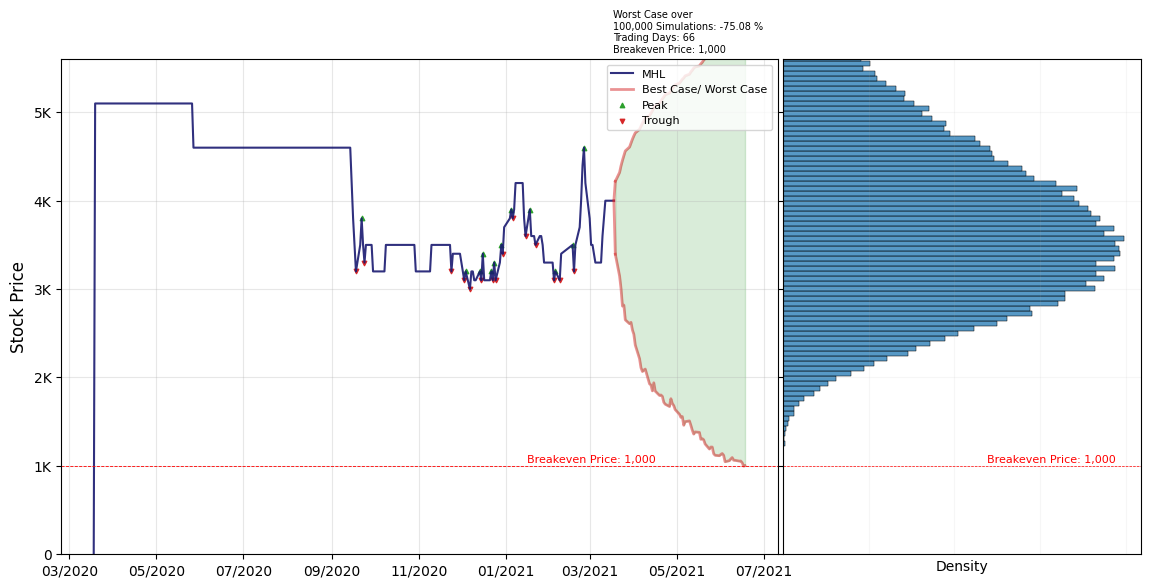 Worst Case over
100,000 Simulations: -75.08 %
Trading Days: 66
Breakeven Price: 1,000
MHL
Best Case/ Worst Case
Peak
Trough
Stock Price
5K
4K
3K
2K
1K
0
Breakeven Price: 1,000
Breakeven Price: 1,000
03/2020
05/2020
07/2020
09/2020
11/2020
01/2021
03/2021
05/2021
07/2021
Density